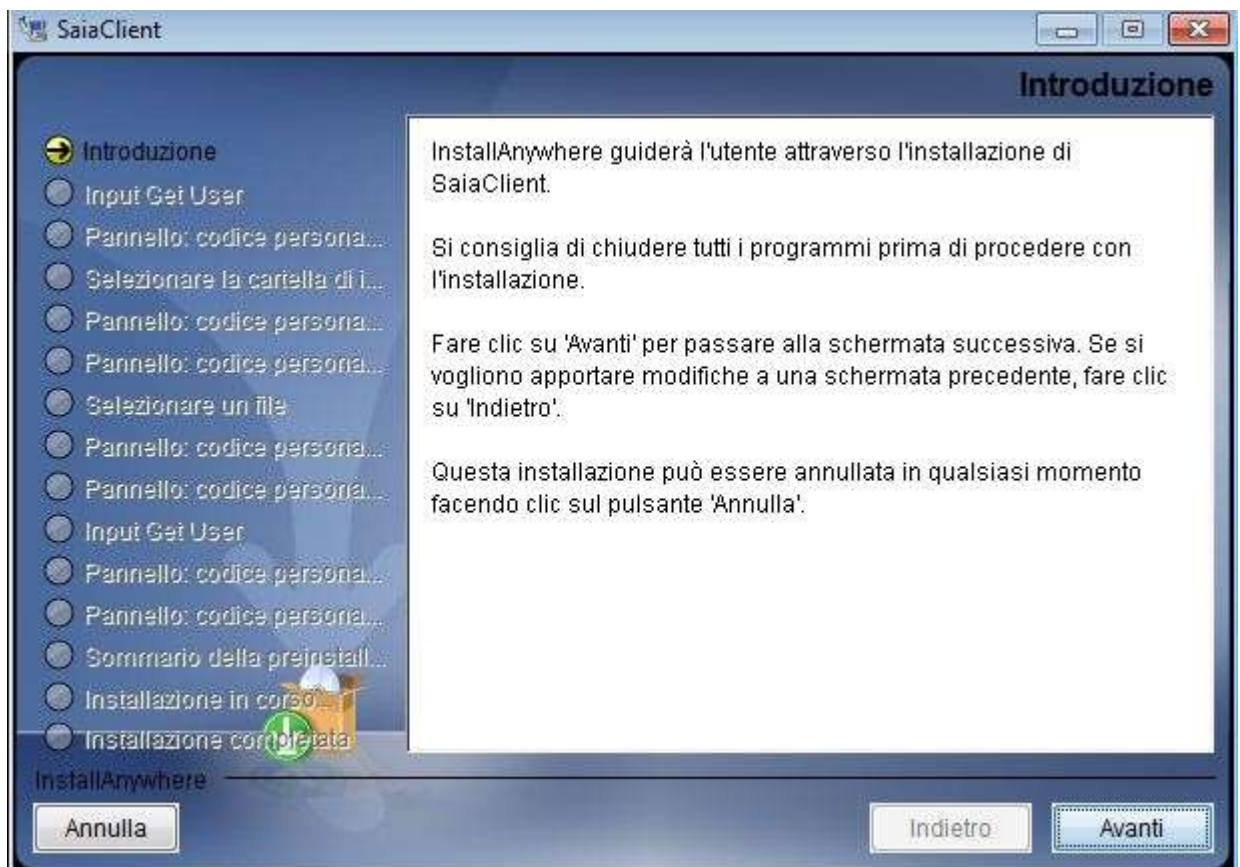 SaiaClient
Introduzione
Introduzione
Input Get User
Pannello: codice persona...
Selezionare la cartella di i...
Pannello: codice persona...
Pannello: codice persona...
Selezionare un file
Pannello: codice persona...
Pannello: codice persona...
Input Get User
Pannello: codice persona...
Pannello: codice persona...
Sommario della preinstall...
Installazione in corso...
Installazione completata
InstallAnywhere guiderà l'utente attraverso l'installazione di
SaiaClient.
Si consiglia di chiudere tutti i programmi prima di procedere con
l'installazione.
Fare clic su 'Avanti' per passare alla schermata successiva. Se si
vogliono apportare modifiche a una schermata precedente, fare clic
su 'Indietro'.
Questa installazione può essere annullata in qualsiasi momento
facendo clic sul pulsante 'Annulla'.
InstallAnywhere
Annulla
Indietro
Avanti